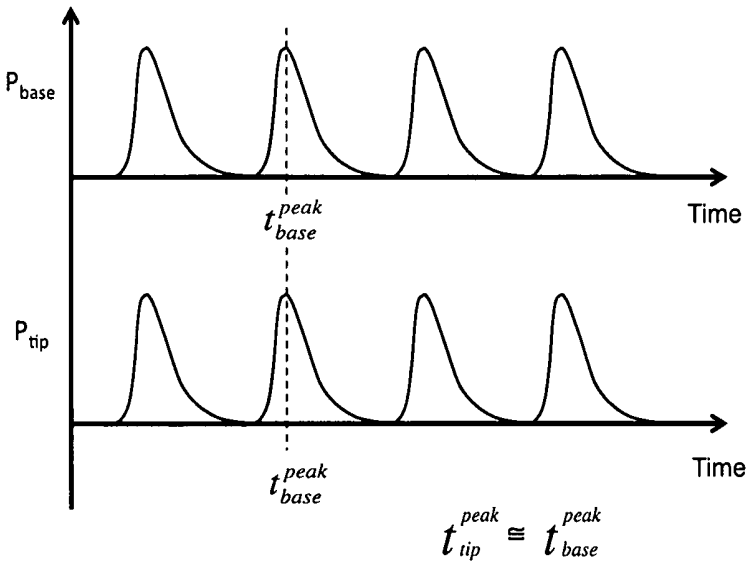 P_base
Time
t_base^peak
P_tip
Time
t_base^peak
t_tip^peak ≅ t_base^peak